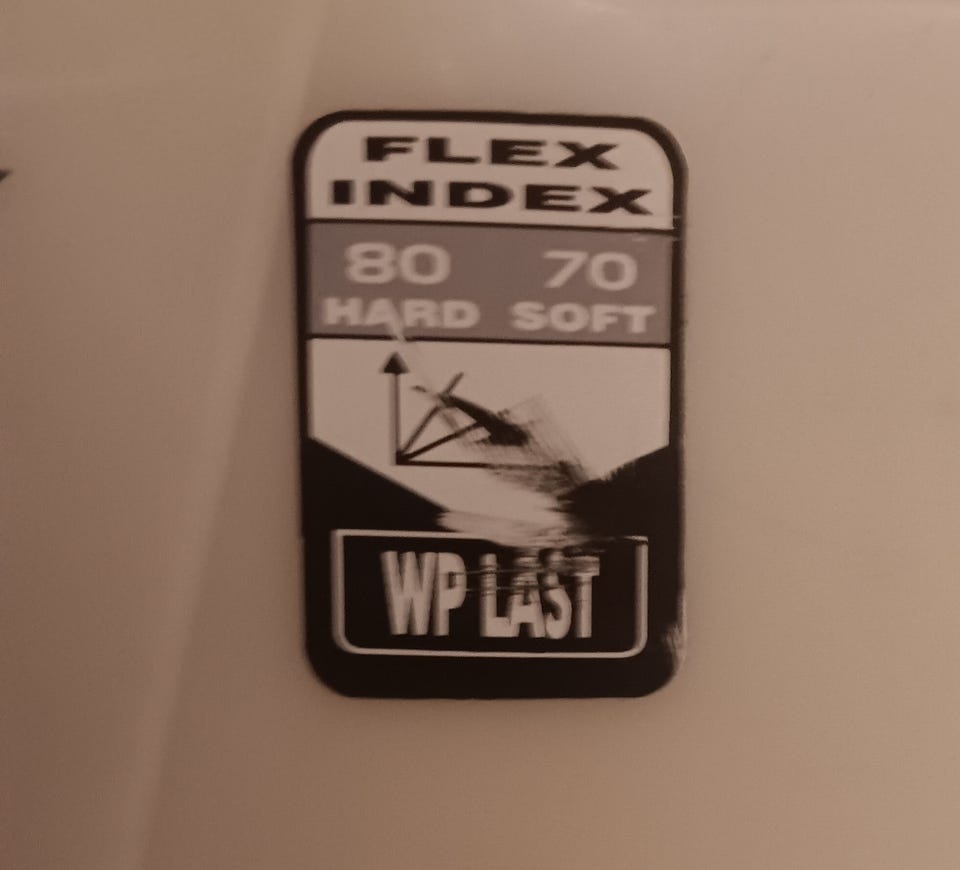 FLEX
INDEX
80 70
HARD SOFT
WP LAST